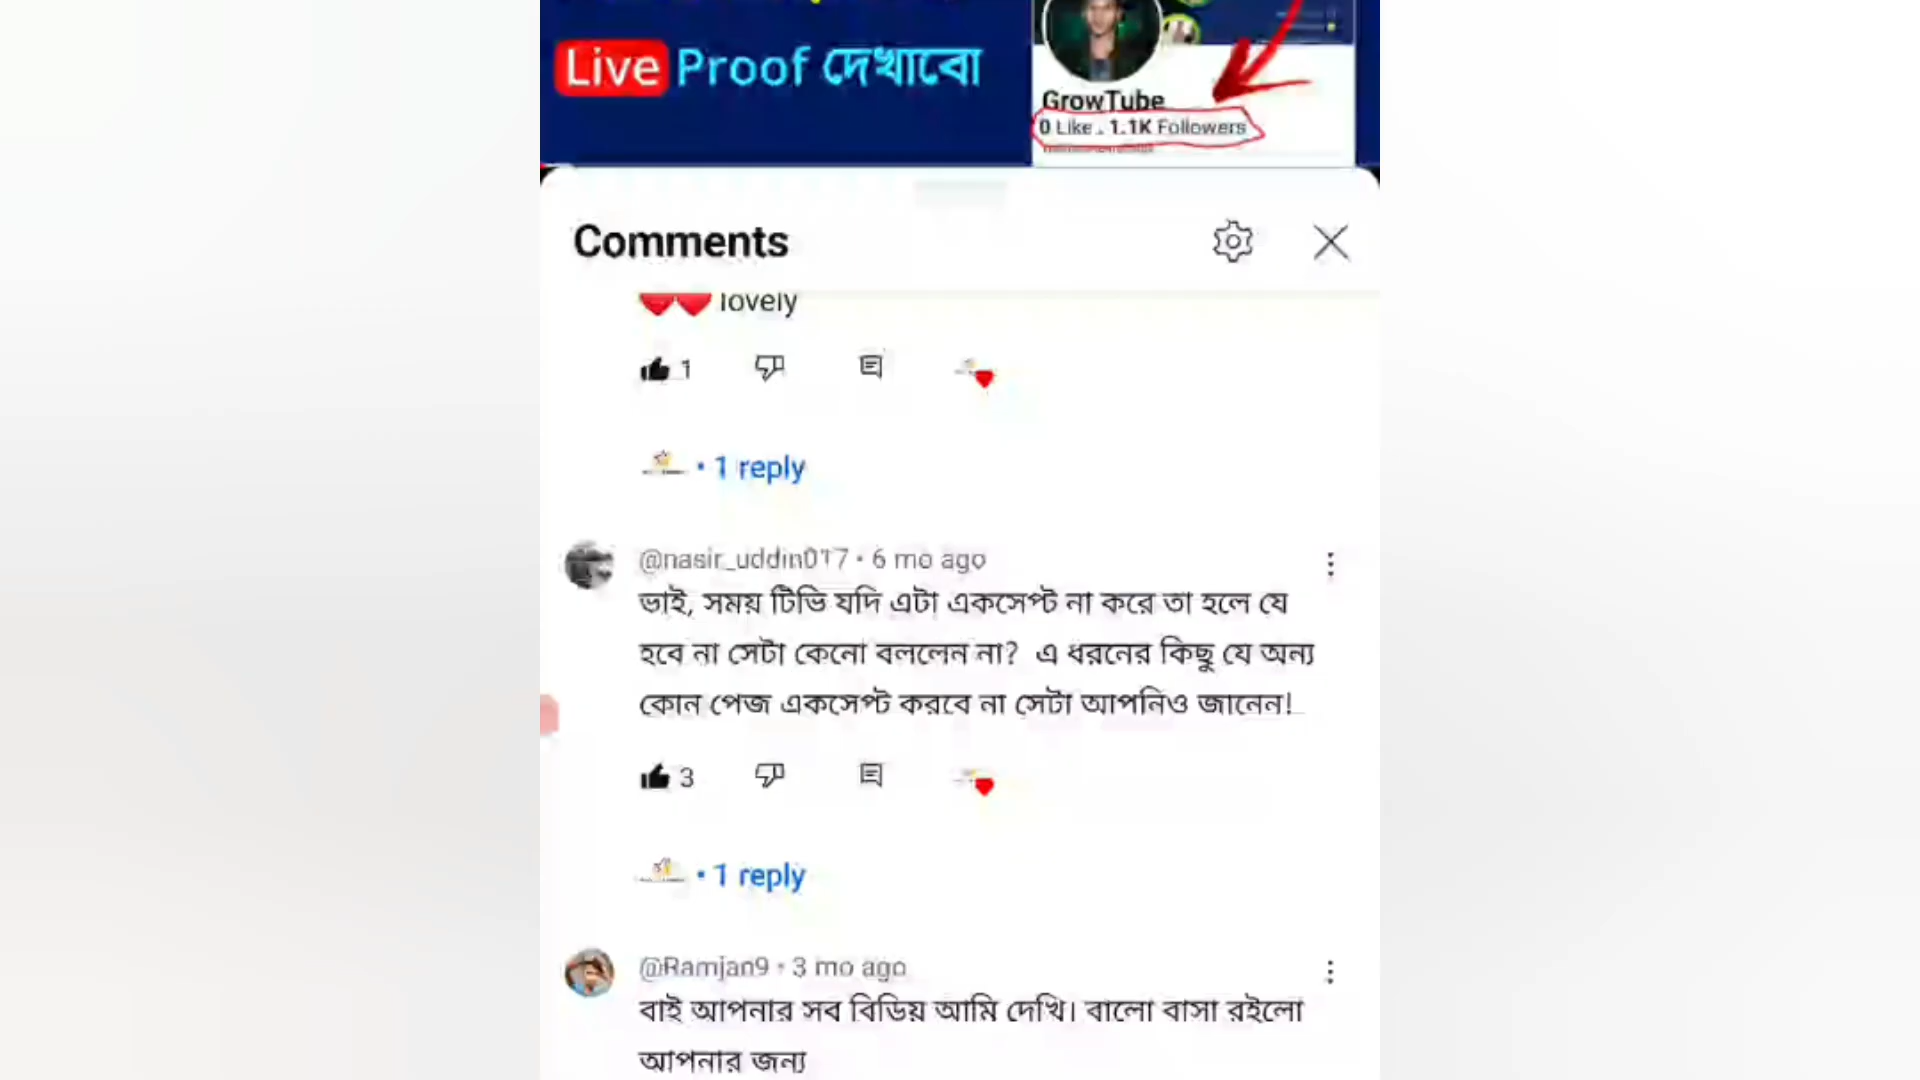 Live Proof দেখাবো
GrowTube
0 Like . 1.1K Followers
Comments
lovely
1
• 1 reply
@nasir_uddin017 • 6 mo ago
ভাই, সময় টিভি যদি এটা একসেপ্ট না করে তা হলে যে
হবে না সেটা কেনো বললেন না? এ ধরনের কিছু যে অন্য
কোন পেজ একসেপ্ট করবে না সেটা আপনিও জানেন!
3
• 1 reply
@Ramjan9 • 3 mo ago
বাই আপনার সব বিডিয় আমি দেখি। বালো বাসা রইলো
আপনার জন্য